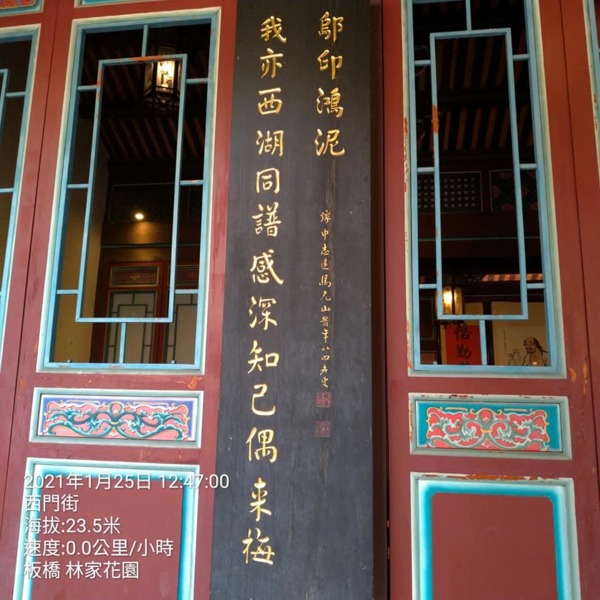 我亦西湖同譜感深知己偶来梅
鄔印鴻泥
2021年1月25日 12:47:00
西門街
海拔:23.5米
速度:0.0公里/小時
板橋 林家花園